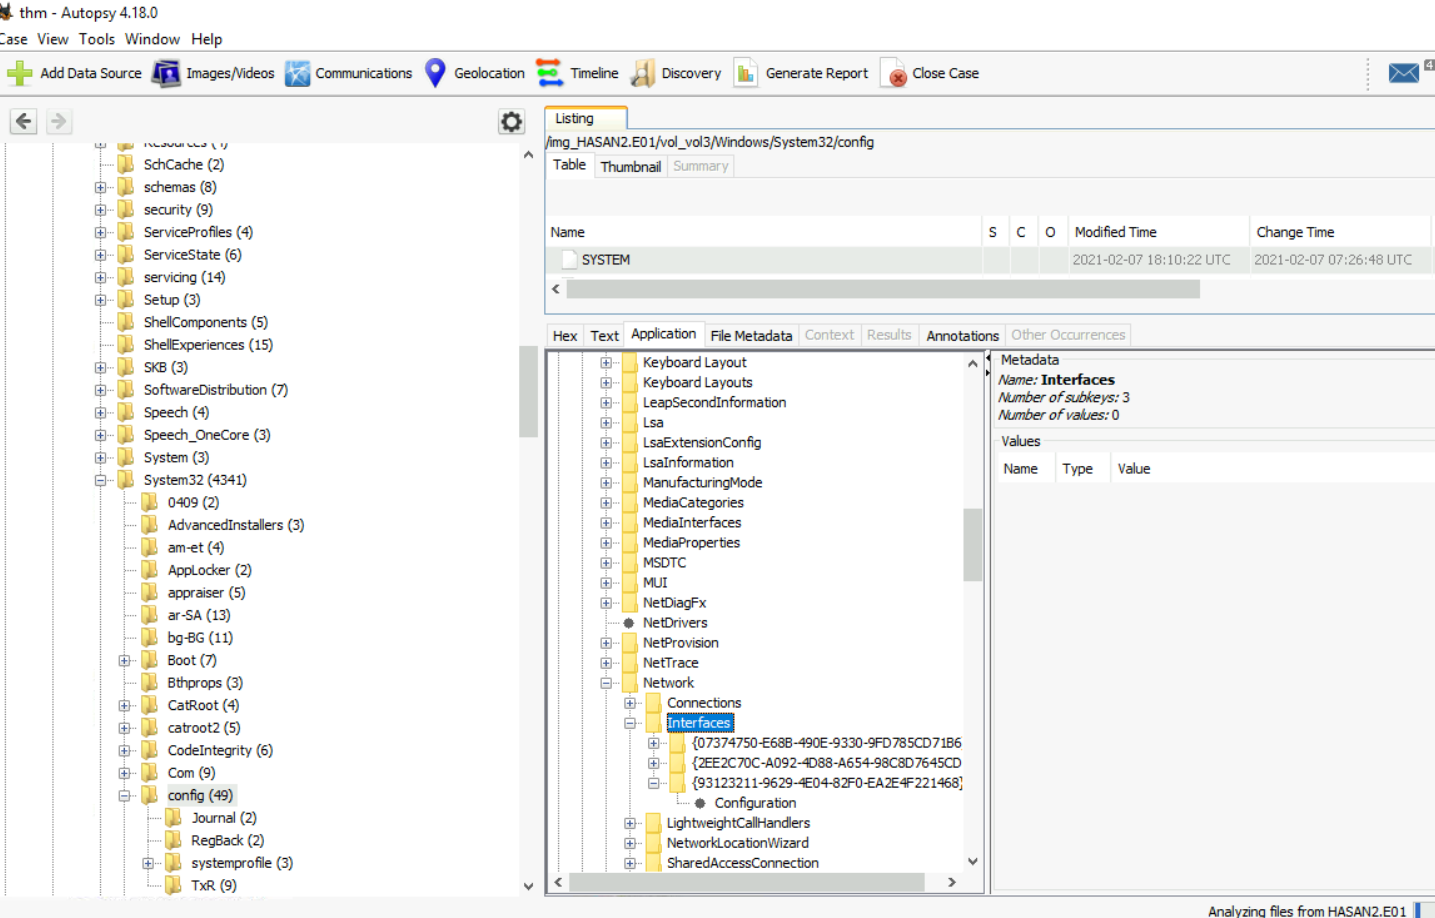 thm - Autopsy 4.18.0
Case View Tools Window Help
Add Data Source Images/Videos Communications Geolocation Timeline Discovery Generate Report Close Case 4
Resources (4)
SchCache (2)
schemas (8)
security (9)
ServiceProfiles (4)
ServiceState (6)
servicing (14)
Setup (3)
ShellComponents (5)
ShellExperiences (15)
SKB (3)
SoftwareDistribution (7)
Speech (4)
Speech_OneCore (3)
System (3)
System32 (4341)
0409 (2)
AdvancedInstallers (3)
am-et (4)
AppLocker (2)
appraiser (5)
ar-SA (13)
bg-BG (11)
Boot (7)
Bthprops (3)
CatRoot (4)
catroot2 (5)
CodeIntegrity (6)
Com (9)
config (49)
Journal (2)
RegBack (2)
systemprofile (3)
TxR (9)
Listing
/img_HASAN2.E01/vol_vol3/Windows/System32/config
Table Thumbnail Summary
Name S C O Modified Time Change Time
SYSTEM 2021-02-07 18:10:22 UTC 2021-02-07 07:26:48 UTC
Hex Text Application File Metadata Context Results Annotations Other Occurrences
Keyboard Layout
Keyboard Layouts
LeapSecondInformation
Lsa
LsaExtensionConfig
LsaInformation
ManufacturingMode
MediaCategories
MediaInterfaces
MediaProperties
MSDTC
MUI
NetDiagFx
NetDrivers
NetProvision
NetTrace
Network
Connections
Interfaces
{07374750-E68B-490E-9330-9FD785CD71B6
{2EE2C70C-A092-4D88-A654-98C8D7645CD
{93123211-9629-4E04-82F0-EA2E4F221468}
Configuration
LightweightCallHandlers
NetworkLocationWizard
SharedAccessConnection
Metadata
Name: Interfaces
Number of subkeys: 3
Number of values: 0
Values
Name Type Value
Analyzing files from HASAN2.E01